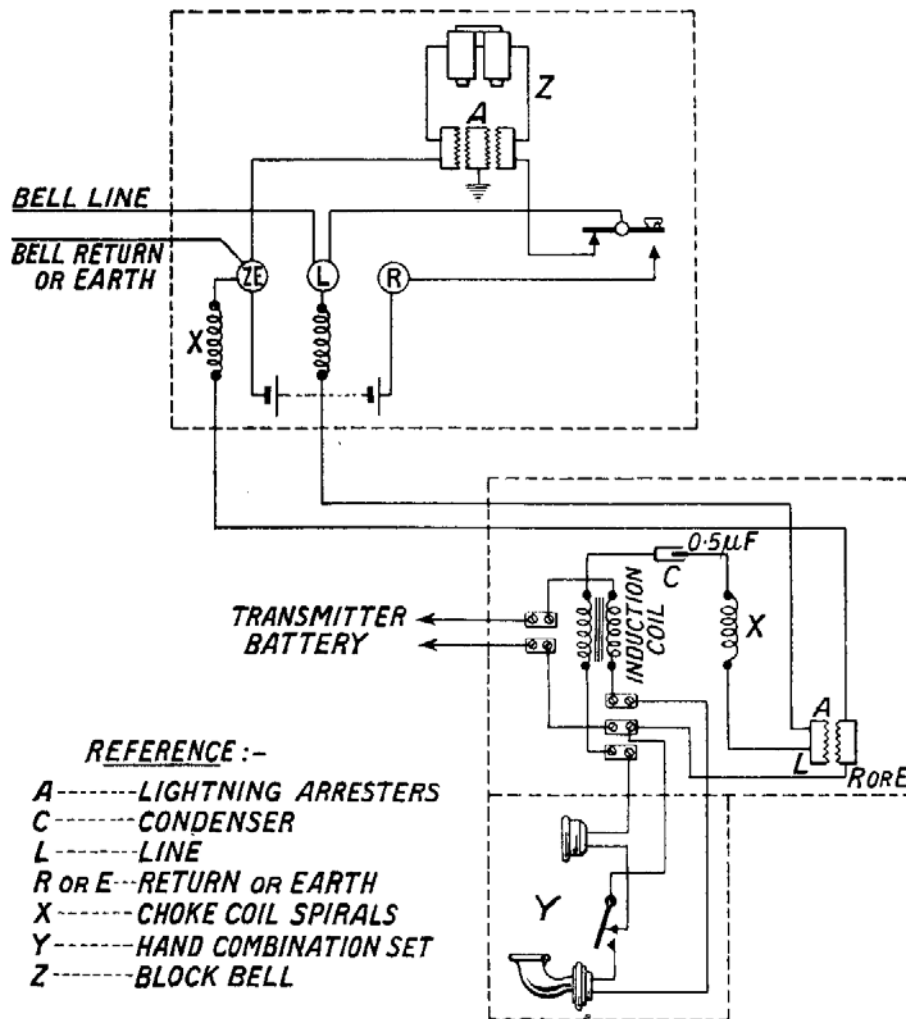 Z
A
BELL LINE
BELL RETURN
OR EARTH
ZE
L
R
X
0·5µF
C
TRANSMITTER
BATTERY
INDUCTION
COIL
X
A
L
R OR E
REFERENCE :-
A ------- LIGHTNING ARRESTERS
C ------- CONDENSER
L ------- LINE
R OR E --- RETURN OR EARTH
X ------- CHOKE COIL SPIRALS
Y ------- HAND COMBINATION SET
Z ------- BLOCK BELL
Y